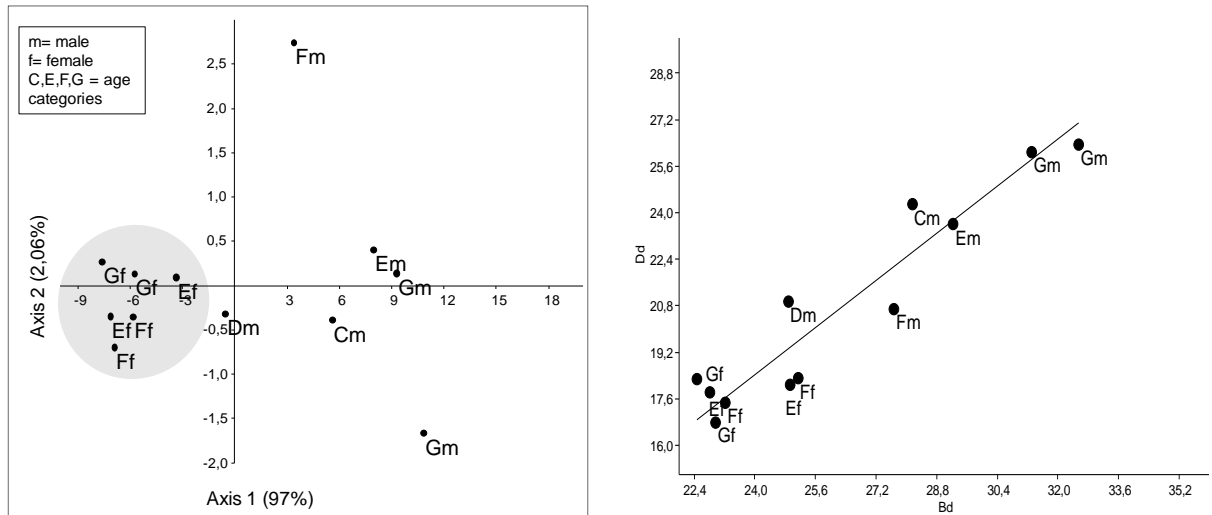 m= male
f= female
C,E,F,G = age
categories
Fm
2,5
2,0
1,5
1,0
0,5
-0,5
-1,0
-1,5
-2,0
-9
-6
-3
3
6
9
12
15
18
Gf
Gf
Ef
Ef
Ff
Ff
Dm
Em
Gm
Cm
Gm
Axis 2 (2,06%)
Axis 1 (97%)
28,8
27,2
25,6
24,0
22,4
20,8
19,2
17,6
16,0
Dd
Gm
Gm
Cm
Em
Dm
Fm
Gf
Ef
Ff
Gf
Ff
Ef
22,4
24,0
25,6
27,2
28,8
30,4
32,0
33,6
35,2
Bd